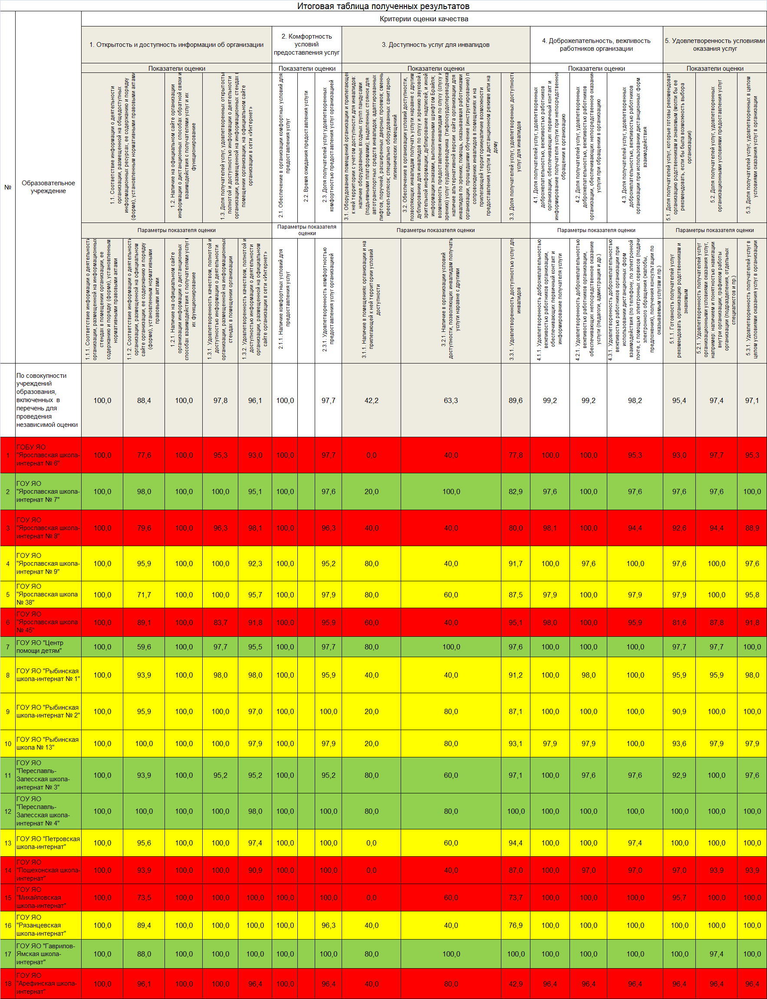 Итоговая таблица полученных результатов
№
Образовательное
учреждение
Критерии оценки качества
1. Открытость и доступность информации об организации
2. Комфортность
условий
предоставления услуг
3. Доступность услуг для инвалидов
4. Доброжелательность, вежливость
работников организации
5. Удовлетворенность условиями
оказания услуг
Показатели оценки
Показатели оценки
Показатели оценки
Показатели оценки
Показатели оценки
1.1. Соответствие информации о деятельности
организации, размещенной на общедоступных
информационных ресурсах, ее содержанию и порядку
(форме), установленным нормативными правовыми актами
1.2. Наличие на официальном сайте организации
информации о дистанционных способах обратной связи и
взаимодействия с получателями услуг и их
функционирование
1.3. Доля получателей услуг, удовлетворенных открытость
полнотой и доступностью информации о деятельности
организации, размещенной на информационных стендах в
помещении организации, на официальном сайте
организации в сети «Интернет»
2.1. Обеспечение в организации комфортных условий для
предоставления услуг
2.2. Время ожидания предоставления услуги
2.3. Доля получателей услуг удовлетворенных
комфортностью предоставления услуг организацией
3.1. Оборудование помещений организации и прилегающе
к ней территории с учетом доступности для инвалидов:
наличие оборудованных входных групп пандусами
(подъемными платформами); выделенных стоянок для
автотранспортных средств инвалидов; адаптированных
лифтов, поручней, расширенных дверных проемов; сменны
кресел-колясок; специально оборудованных санитарно-
гигиенических помещений
3.2. Обеспечение в организации условий доступности,
позволяющих инвалидам получать услуги наравне с другим
дублирование для инвалидов по слуху и зрению звуковой и
зрительной информации; дублирование надписей, и иной
информации знаками, выполненными шрифтом Брайля;
возможность предоставления инвалидам по слуху (слуху и
зрению) услуг сурдопереводчика (тифлосурдопереводчика
наличие альтернативной версии сайта организации для
инвалидов по зрению; помощь, оказываемая работниками
организации, прошедшими обучение (инструктирование) п
сопровождению инвалидов в помещениях и на
прилегающей территорииналичие возможности
предоставления услуги в дистанционном режиме или на
дому
3.3. Доля получателей услуг, удовлетворенных доступность
услуг для инвалидов
4.1. Доля получателей услуг, удовлетворенных
доброжелательностью, вежливостью работников
организации, обеспечивающих первичный контакт и
информирование получателя услуги при непосредственно
обращении в организацию
4.2. Доля получателей услуг, удовлетворенных
доброжелательностью, вежливостью работников
организации, обеспечивающих непосредственное оказание
услуги при обращении в организацию
4.3. Доля получателей услуг, удовлетворенных
доброжелательностью, вежливостью работников
организации при использовании дистанционных форм
взаимодействия
5.1. Доля получателей услуг, которые готовы рекомендоват
организацию родственникам и знакомым (могли бы ее
рекомендовать, если бы была возможность выбора
организации)
5.2. Доля получателей услуг, удовлетворенных
организационными условиями предоставления услуг
5.3. Доля получателей услуг, удовлетворенных в целом
условиями оказания услуг в организации
Параметры показателя оценки
Параметры показателя
оценки
Параметры показателя оценки
Параметры показателя оценки
Параметры показателя оценки
1.1.1. Соответствие информации о деятельности
организации, размещенной на информационных
стендах в помещении организации, ее
содержанию и порядку (форме), установленным
нормативными правовыми актами
1.1.2. Соответствие информации о деятельности
организации, размещенной на официальном
сайте организации, ее содержанию и порядку
(форме), установленным нормативными
правовыми актами
1.2.1. Наличие на официальном сайте
организации информации о дистанционных
способах взаимодействия с получателями услуг и
их функционирование
1.3.1. Удовлетворенность качеством, полнотой и
доступностью информации о деятельности
организации, размещенной на информационных
стендах в помещении организации
1.3.2. Удовлетворенность качеством, полнотой и
доступностью информации о деятельности
организации, размещенной на официальном
сайте организации в сети «Интернет»
2.1.1. Наличие комфортных условий для
предоставления услуг
2.3.1. Удовлетворенность комфортностью
предоставления услуг организацией
3.1.1. Наличие в помещениях организации и на
прилегающей к ней территории условий
доступности
3.2.1. Наличие в организации условий
доступности, позволяющих инвалидам получать
услуги наравне с другими
3.3.1. Удовлетворенность доступностью услуг для
инвалидов
4.1.1. Удовлетворенность доброжелательностью
вежливостью работников организации,
обеспечивающих первичный контакт и
информирование получателя услуги
4.2.1. Удовлетворенность доброжелательностью
вежливостью работников организации,
обеспечивающих непосредственное оказание
услуги (педагоги, администрация и др.)
4.3.1. Удовлетворенность доброжелательностью
вежливостью работников организации при
использовании дистанционных форм
взаимодействия (по телефону, по электронной
почте, с помощью электронных сервисов (подачи
электронного обращения (жалобы,
предложения), получения консультации по
оказываемым услугам и пр.)
5.1.1. Готовность получателей услуг
рекомендовать организацию родственникам и
знакомым
5.2.1. Удовлетворенность получателей услуг
организационными условиями оказания услуг,
например: наличием и понятностью навигации
внутри организации; графиком работы
организации (подразделения, отдельных
специалистов и пр.)
5.3.1. Удовлетворенность получателей услуг в
целом условиями оказания услуг в организации
По совокупности
учреждений
образования,
включенных в
перечень для
проведения
независимой оценки
100,0 88,4 100,0 97,8 96,1 100,0 97,7 42,2 63,3 89,6 99,2 99,2 98,2 95,4 97,4 97,1
1
ГОБУ ЯО
"Ярославская школа-
интернат № 6"
100,0 77,6 100,0 95,3 93,0 100,0 97,7 0,0 40,0 77,8 100,0 100,0 95,3 93,0 97,7 95,3
2
ГОУ ЯО
"Ярославская школа-
интернат № 7"
100,0 98,0 100,0 100,0 95,1 100,0 97,6 20,0 100,0 82,9 97,6 100,0 97,6 97,6 97,6 100,0
3
ГОУ ЯО
"Ярославская школа-
интернат № 8"
100,0 79,6 100,0 96,3 98,1 100,0 96,3 40,0 40,0 80,0 98,1 100,0 94,4 92,6 94,4 88,9
4
ГОУ ЯО
"Ярославская школа-
интернат № 9"
100,0 95,9 100,0 100,0 92,3 100,0 95,2 80,0 40,0 91,7 100,0 97,6 100,0 97,6 100,0 97,6
5
ГОУ ЯО
"Ярославская школа
№ 38"
100,0 71,7 100,0 100,0 95,7 100,0 97,9 80,0 60,0 87,5 97,9 100,0 97,9 97,9 100,0 95,8
6
ГОУ ЯО
"Ярославская школа
№ 45"
100,0 89,1 100,0 83,7 91,8 100,0 95,9 60,0 40,0 95,1 98,0 100,0 95,9 81,6 87,8 91,8
7
ГОУ ЯО "Центр
помощи детям"
100,0 59,6 100,0 97,7 95,5 100,0 97,7 80,0 100,0 97,6 100,0 100,0 100,0 97,7 97,7 100,0
8
ГОУ ЯО "Рыбинская
школа-интернат № 1"
100,0 93,9 100,0 98,0 98,0 100,0 95,9 40,0 40,0 91,2 100,0 98,0 100,0 95,9 95,9 98,0
9
ГОУ ЯО "Рыбинская
школа-интернат № 2"
100,0 95,9 100,0 100,0 97,0 100,0 100,0 20,0 80,0 87,1 100,0 100,0 100,0 90,9 100,0 100,0
10
ГОУ ЯО "Рыбинская
школа № 13"
100,0 100,0 100,0 100,0 97,9 100,0 97,9 20,0 80,0 93,1 97,9 97,9 100,0 93,6 97,9 97,9
11
ГОУ ЯО
"Переславль-
Залесская школа-
интернат № 3"
100,0 93,9 100,0 95,2 95,2 100,0 95,2 80,0 60,0 97,1 100,0 97,6 97,6 92,9 100,0 97,6
12
ГОУ ЯО
"Переславль-
Залесская школа-
интернат № 4"
100,0 100,0 100,0 100,0 98,0 100,0 100,0 80,0 80,0 100,0 100,0 100,0 100,0 100,0 100,0 100,0
13
ГОУ ЯО "Петровская
школа-интернат"
100,0 95,6 100,0 100,0 97,4 100,0 100,0 0,0 60,0 94,4 100,0 100,0 97,4 100,0 100,0 100,0
14
ГОУ ЯО
"Пошехонская школа-
интернат"
100,0 93,9 100,0 100,0 90,9 100,0 100,0 0,0 40,0 87,0 100,0 97,0 97,0 97,0 93,9 93,9
15
ГОУ ЯО
"Михайловская
школа-интернат"
100,0 73,5 100,0 100,0 100,0 100,0 100,0 0,0 60,0 73,7 100,0 100,0 100,0 95,7 100,0 100,0
16
ГОУ ЯО
"Рязанцевская
школа-интернат"
100,0 89,4 100,0 100,0 100,0 100,0 96,3 40,0 40,0 76,9 100,0 100,0 100,0 100,0 100,0 100,0
17
ГОУ ЯО "Гаврилов-
Ямская школа-
интернат"
100,0 88,0 100,0 100,0 100,0 100,0 100,0 80,0 100,0 100,0 100,0 100,0 100,0 100,0 97,4 100,0
18
ГОУ ЯО
"Арефинская школа-
интернат"
100,0 96,1 100,0 100,0 96,4 100,0 96,4 40,0 80,0 42,9 96,4 96,4 96,4 96,4 96,4 96,4